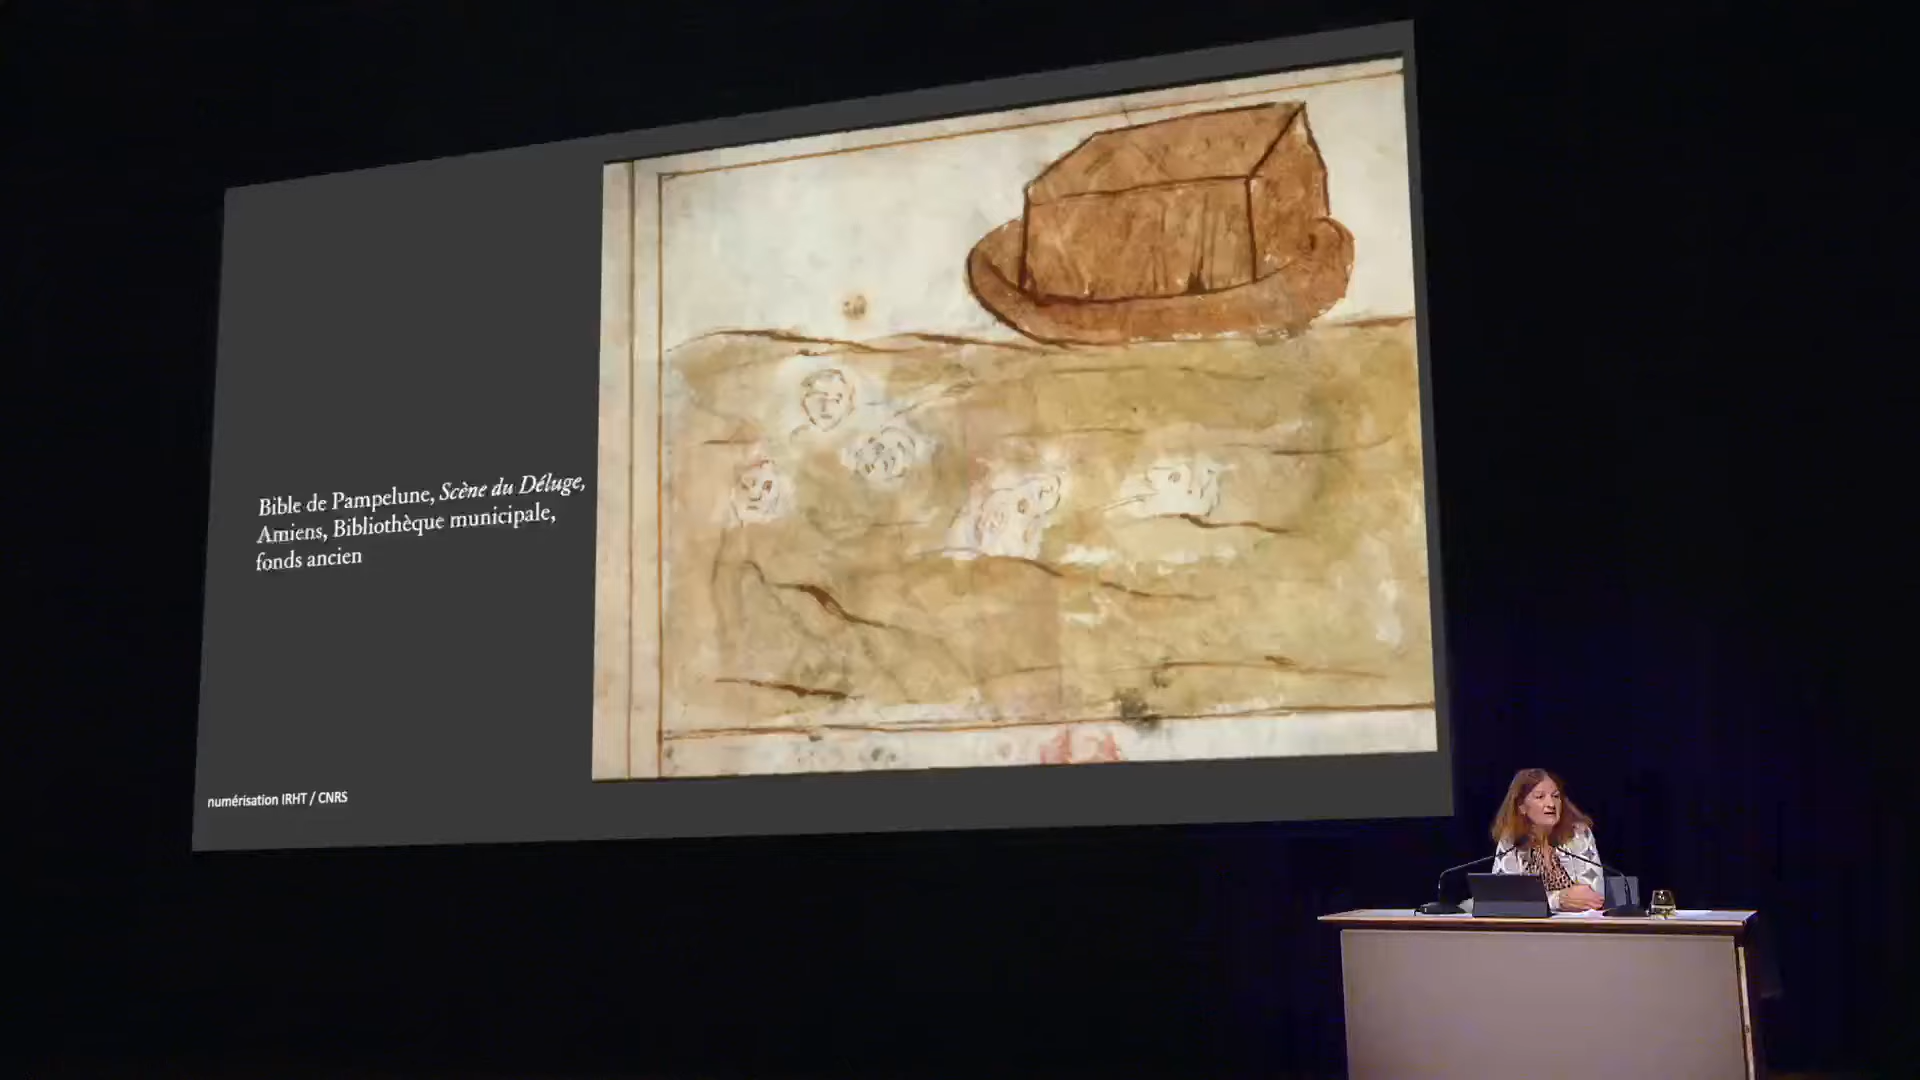 Bible de Pampelune, Scène du Déluge,
Amiens, Bibliothèque municipale,
fonds ancien
numérisation IRHT / CNRS